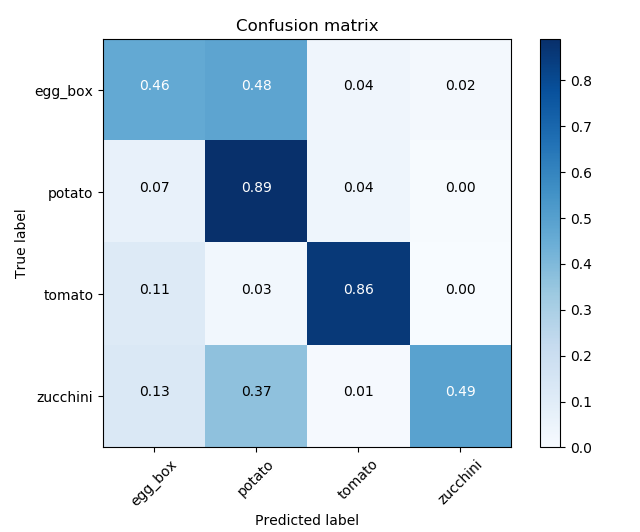 Confusion matrix
True label
egg_box 0.46 0.48 0.04 0.02
potato 0.07 0.89 0.04 0.00
tomato 0.11 0.03 0.86 0.00
zucchini 0.13 0.37 0.01 0.49
egg_box potato tomato zucchini
Predicted label
0.8
0.7
0.6
0.5
0.4
0.3
0.2
0.1
0.0